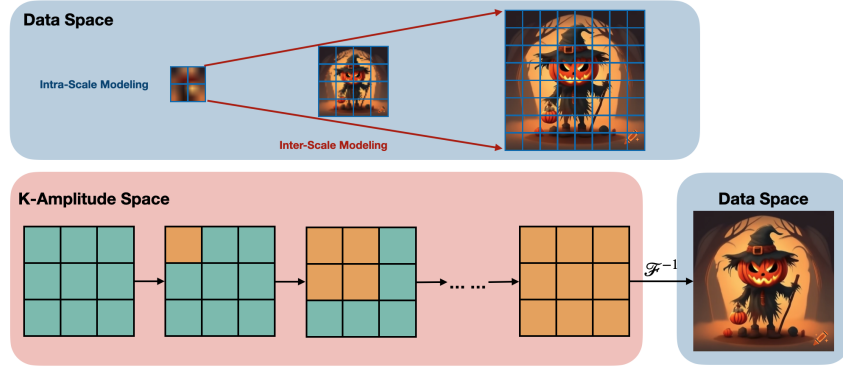 Data Space
Intra-Scale Modeling
Inter-Scale Modeling
K-Amplitude Space
... ...
ℱ⁻¹
Data Space